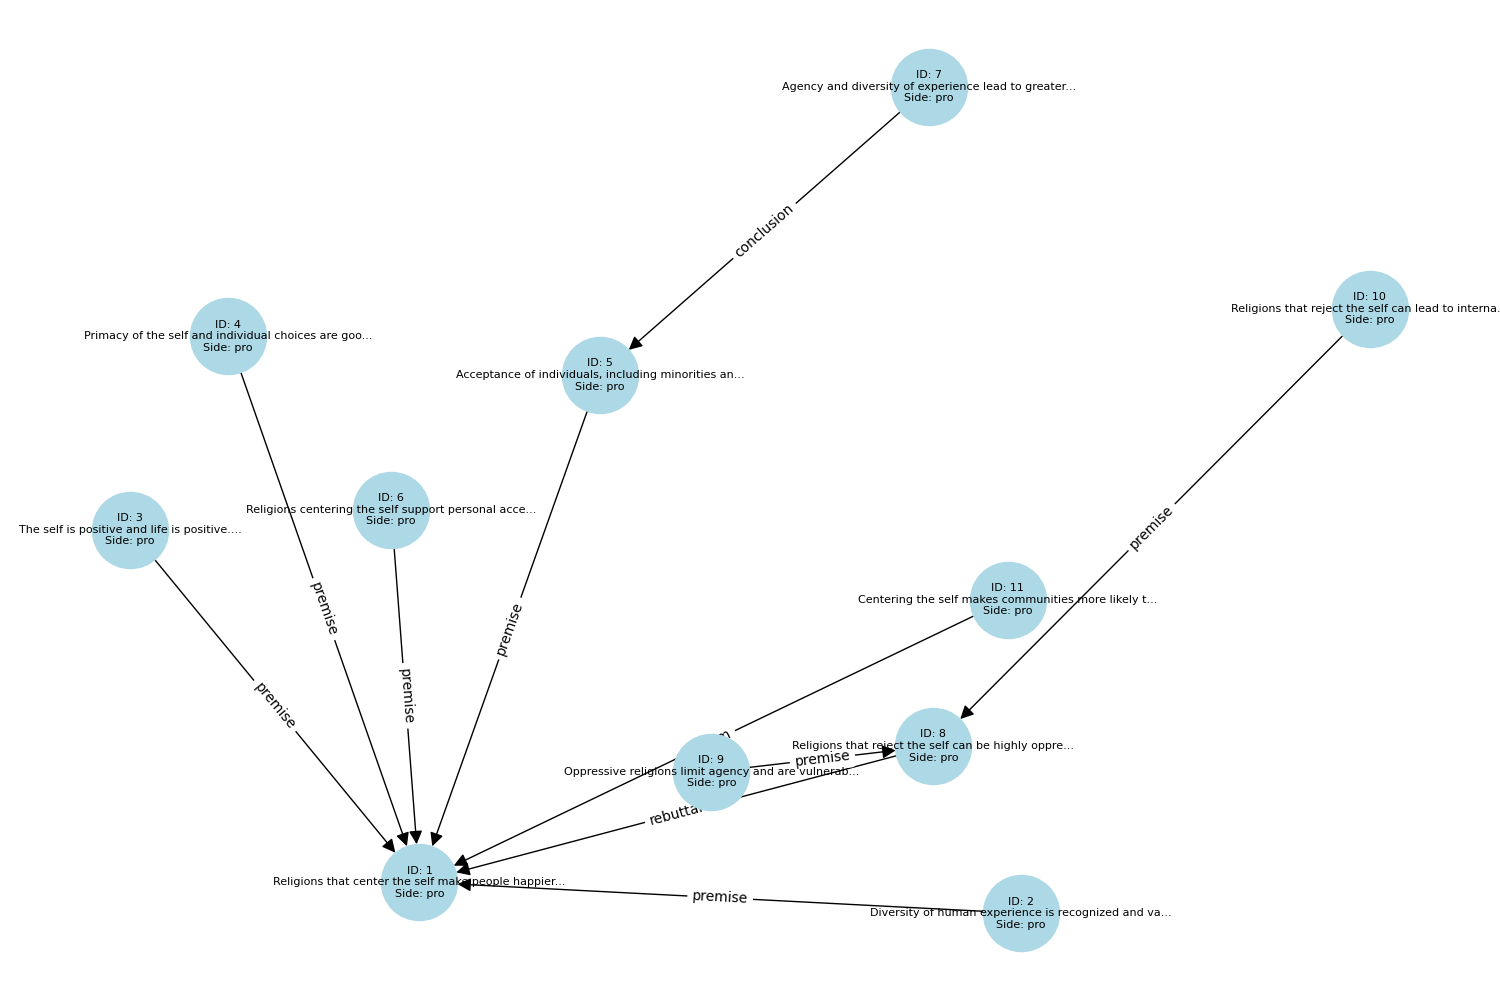 ID: 7
Agency and diversity of experience lead to greater...
Side: pro
conclusion
ID: 10
Religions that reject the self can lead to interna.
Side: pro
ID: 4
Primacy of the self and individual choices are goo...
Side: pro
ID: 5
Acceptance of individuals, including minorities an...
Side: pro
ID: 6
Religions centering the self support personal acce...
Side: pro
ID: 3
The self is positive and life is positive....
Side: pro
premise
ID: 11
Centering the self makes communities more likely t...
Side: pro
premise
premise
premise
premise
ID: 8
Religions that reject the self can be highly oppre...
Side: pro
premise
ID: 9
Oppressive religions limit agency and are vulnerab...
Side: pro
rebutta
ID: 1
Religions that center the self make people happier...
Side: pro
premise
ID: 2
Diversity of human experience is recognized and va...
Side: pro